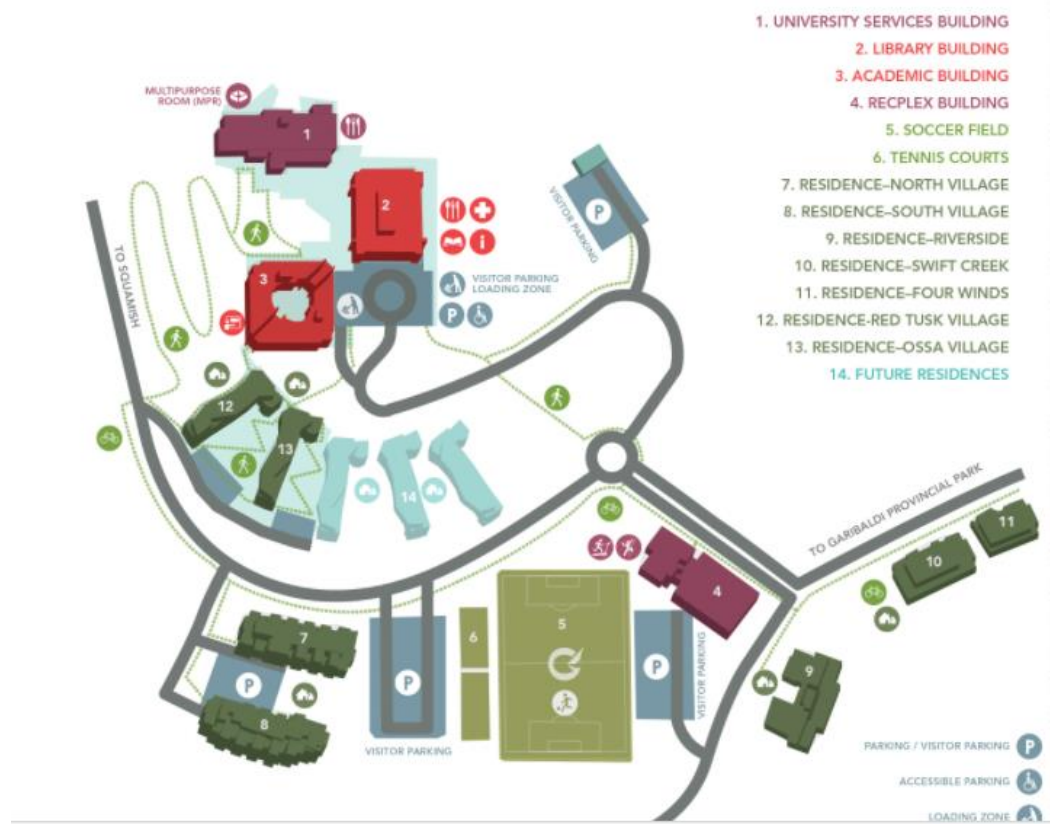 1. UNIVERSITY SERVICES BUILDING
2. LIBRARY BUILDING
3. ACADEMIC BUILDING
4. RECPLEX BUILDING
5. SOCCER FIELD
6. TENNIS COURTS
7. RESIDENCE–NORTH VILLAGE
8. RESIDENCE–SOUTH VILLAGE
9. RESIDENCE–RIVERSIDE
10. RESIDENCE–SWIFT CREEK
11. RESIDENCE–FOUR WINDS
12. RESIDENCE-RED TUSK VILLAGE
13. RESIDENCE–OSSA VILLAGE
14. FUTURE RESIDENCES
MULTIPURPOSE
ROOM (MPR)
1
2
VISITOR PARKING
P
TO SQUAMISH
3
VISITOR PARKING
LOADING ZONE
P
12
13
14
TO GARIBALDI PROVINCIAL PARK
11
10
4
7
6
5
P
P
P
VISITOR PARKING
9
8
VISITOR PARKING
PARKING / VISITOR PARKING P
ACCESSIBLE PARKING
LOADING ZONE